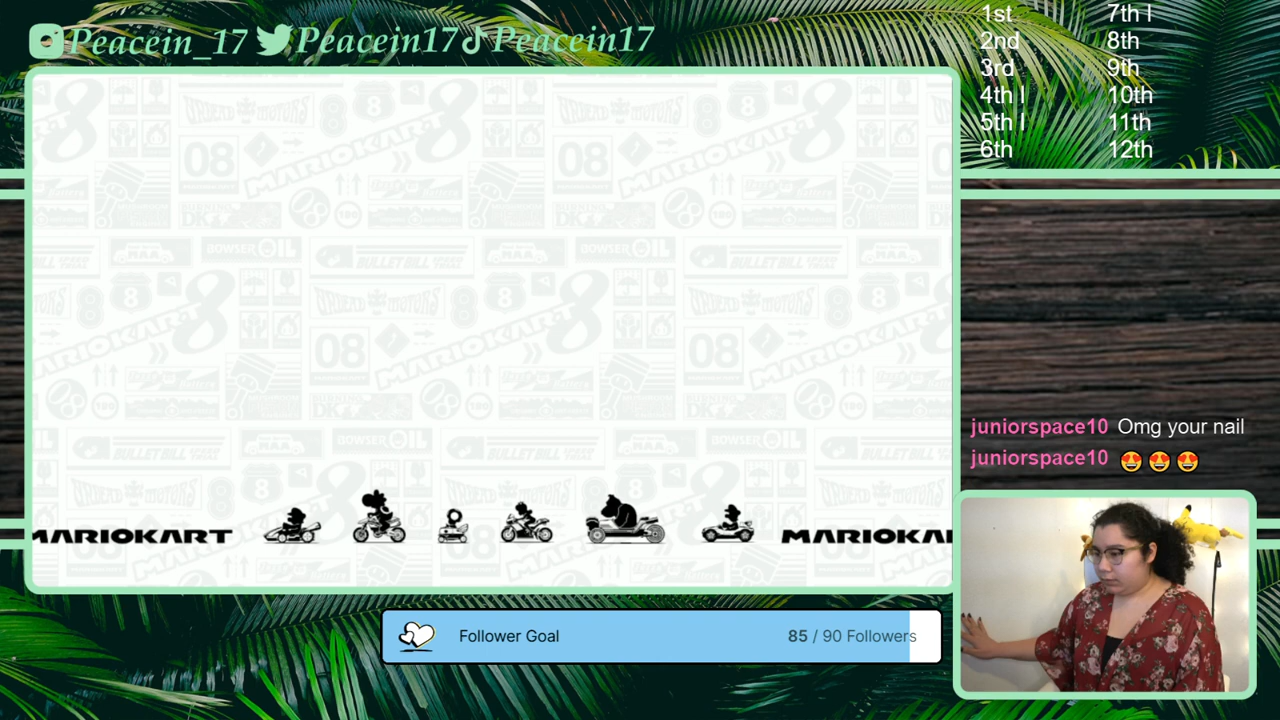 Peacein_17 Peacein17 Peacein17
1st 7th |
2nd 8th
3rd 9th
4th | 10th
5th | 11th
6th 12th
juniorspace10 Omg your nail
juniorspace10 😍 😍 😍
MARIOKART MARIOKA
Follower Goal 85 / 90 Followers